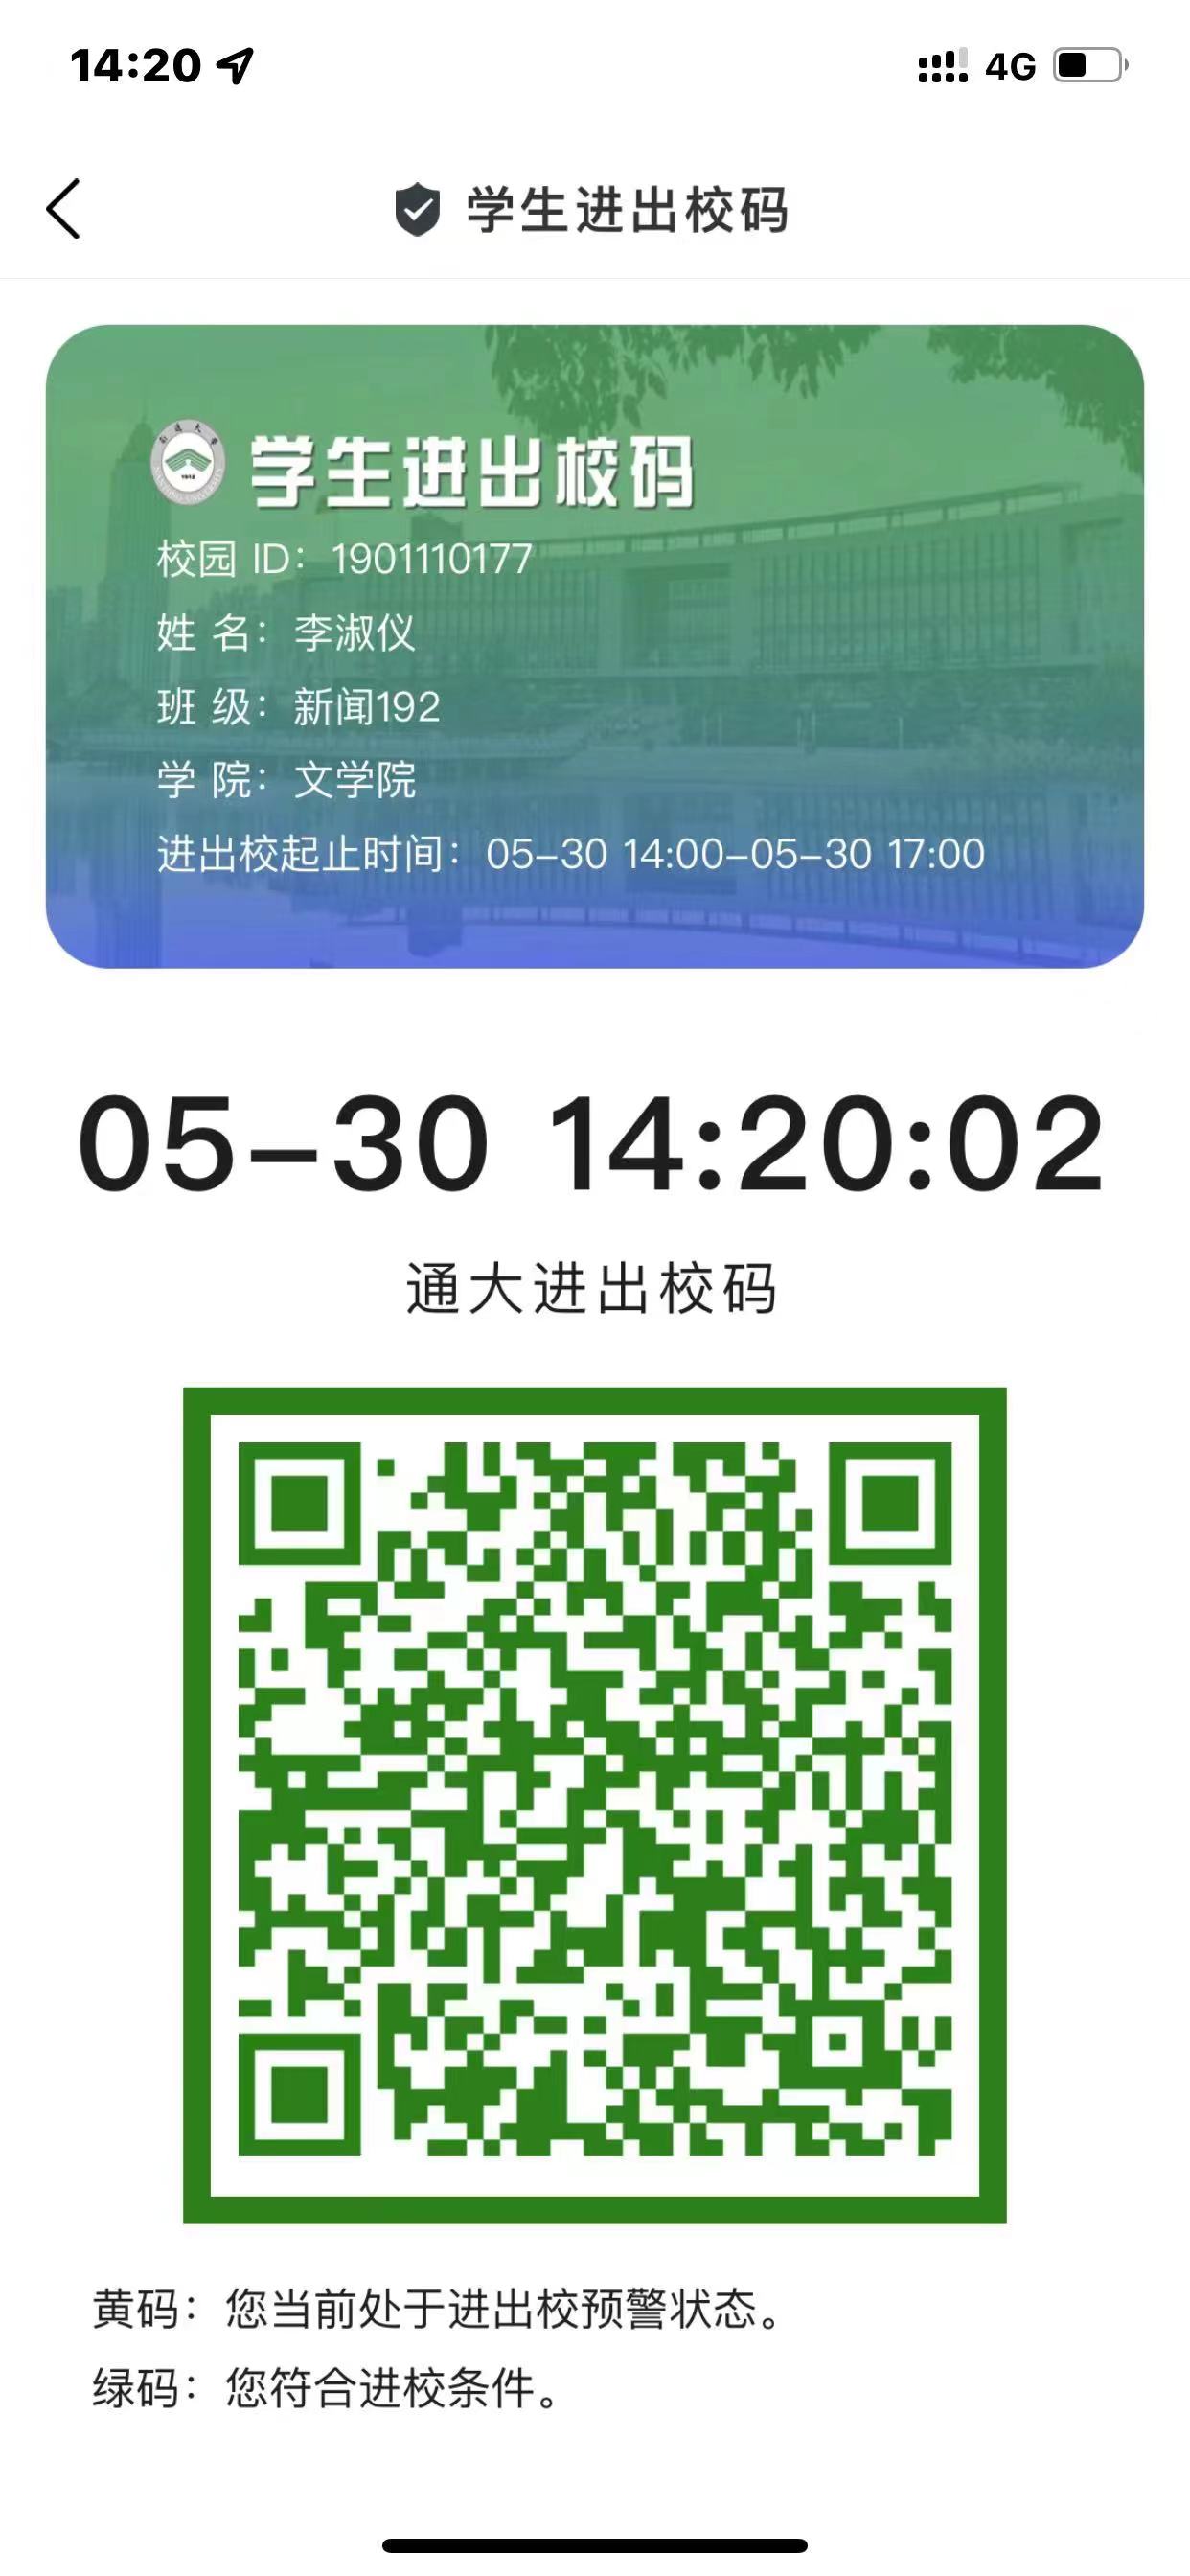 14:20
4G
学生进出校码
学生进出校码
校园 ID：1901110177
姓 名：李淑仪
班 级：新闻192
学 院：文学院
进出校起止时间：05-30 14:00-05-30 17:00
05-30 14:20:02
通大进出校码
黄码：您当前处于进出校预警状态。
绿码：您符合进校条件。